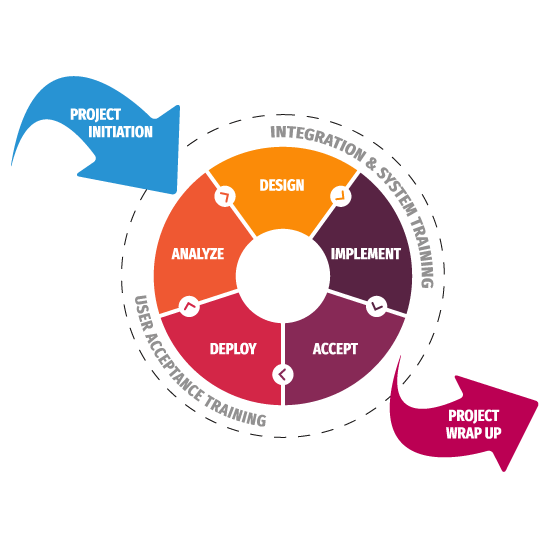 PROJECT
INITIATION
INTEGRATION & SYSTEM TRAINING
DESIGN
ANALYZE
IMPLEMENT
DEPLOY
ACCEPT
USER ACCEPTANCE TRAINING
PROJECT
WRAP UP